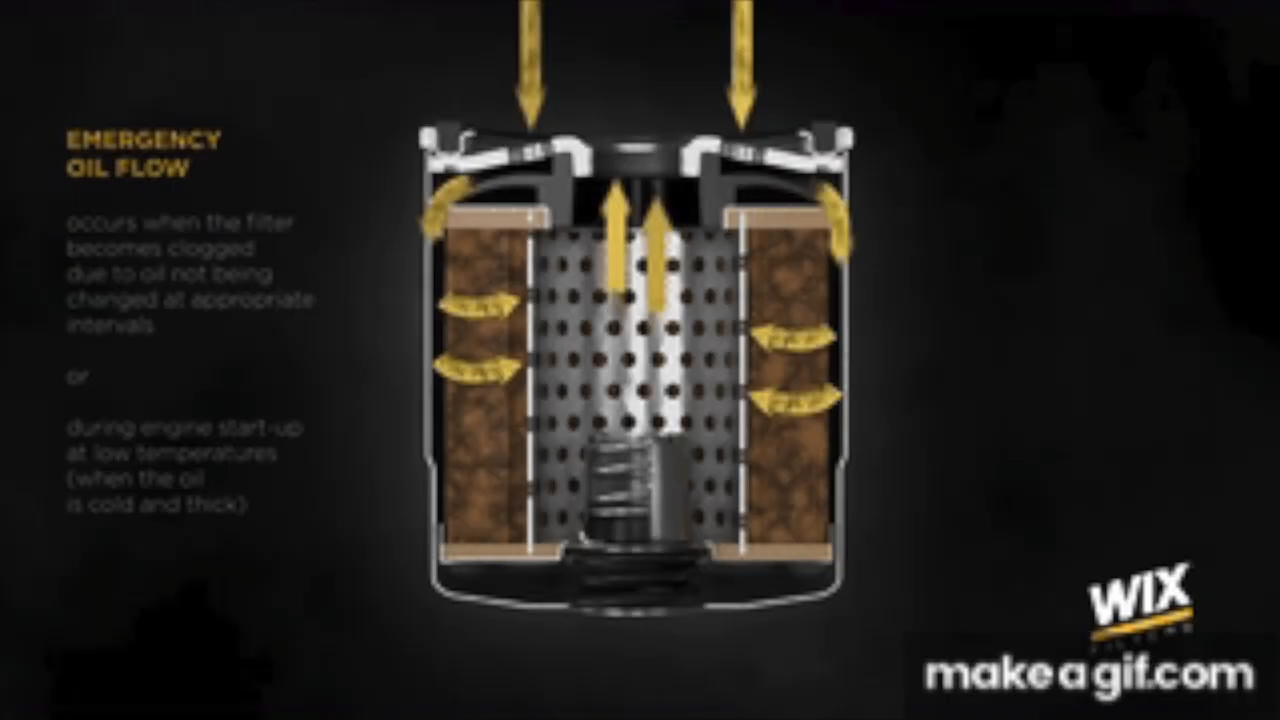 EMERGENCY
OIL FLOW
occurs when the filter
becomes clogged
due to oil not being
changed at appropriate
intervals
or
during engine start-up
at low temperatures
(when the oil
is cold and thick)
WIX
FILTERS
makeagif.com